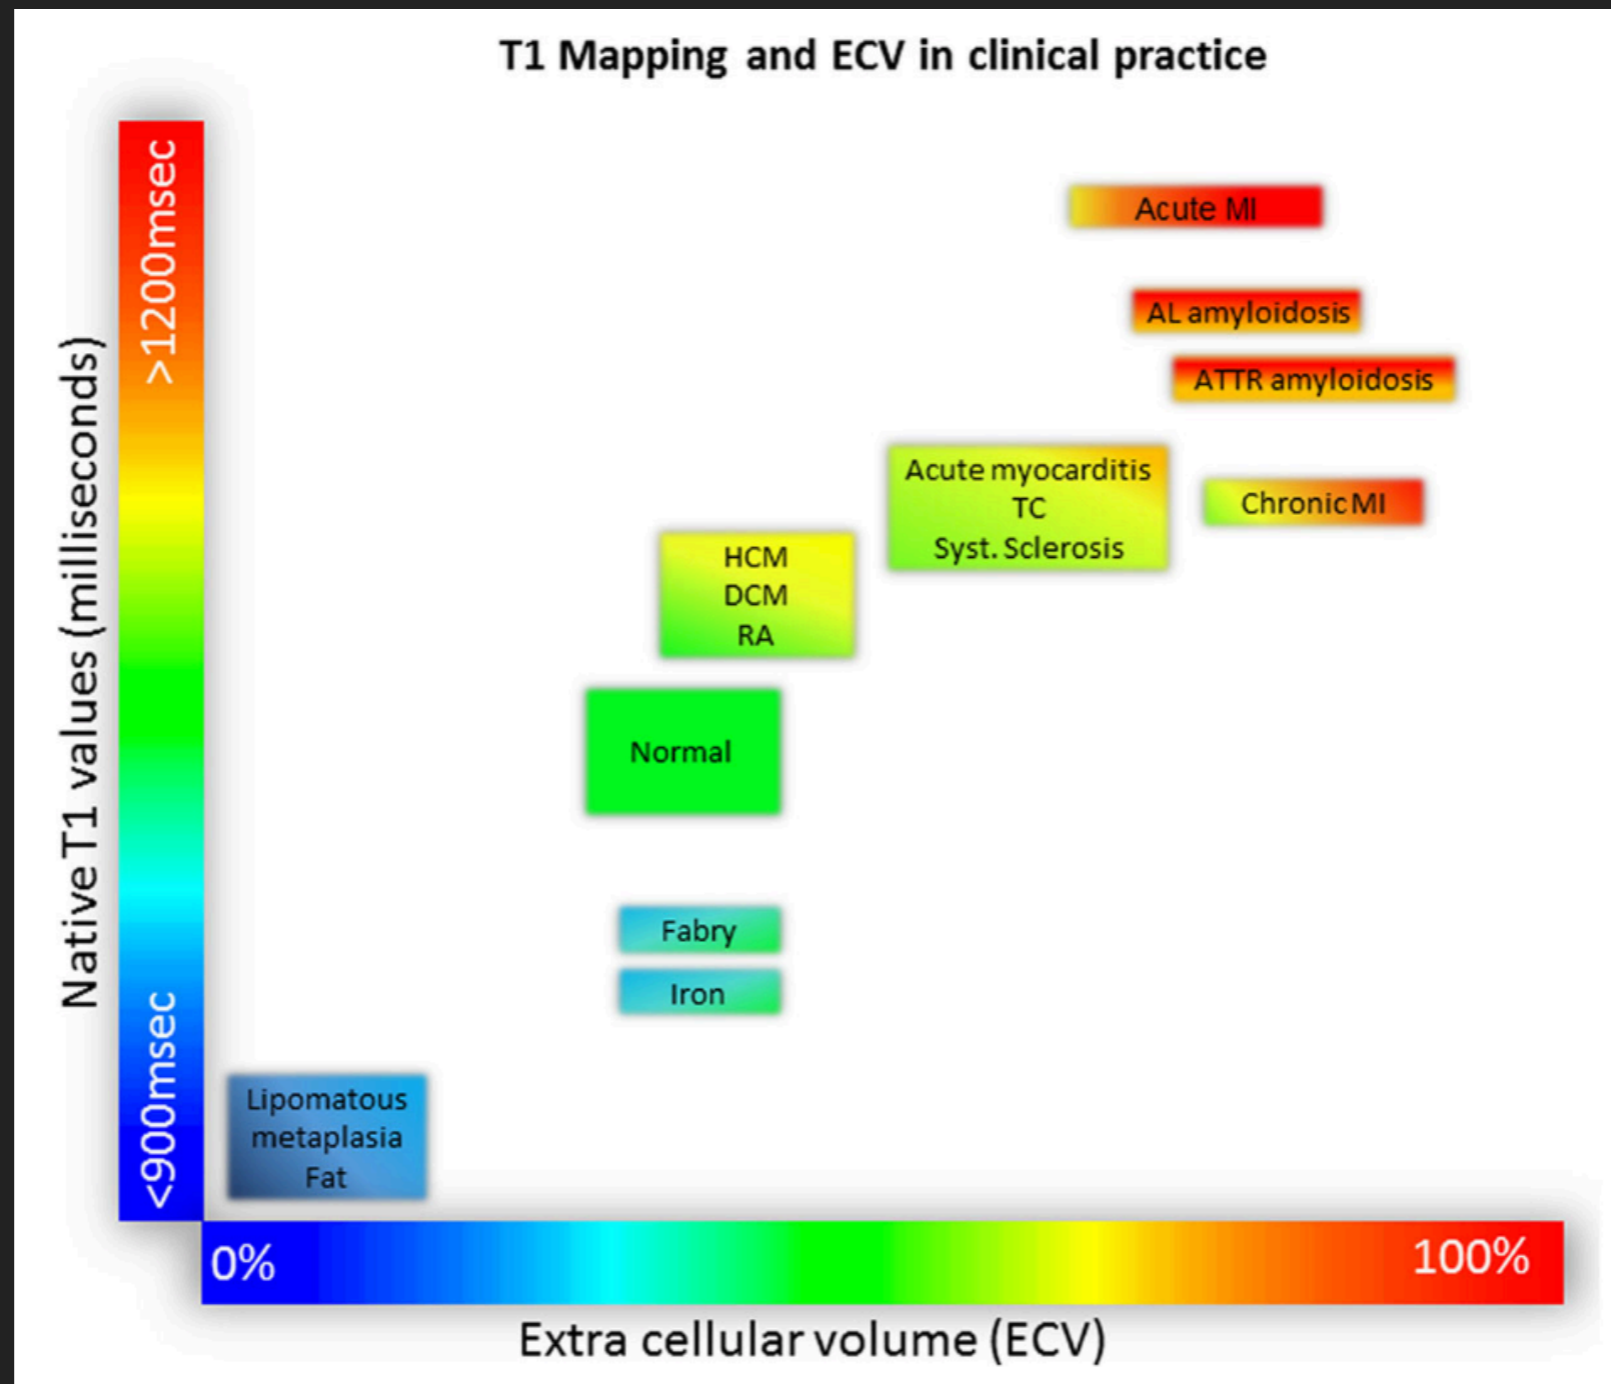 T1 Mapping and ECV in clinical practice
Native T1 values (milliseconds)
>1200msec
<900msec
Acute MI
AL amyloidosis
ATTR amyloidosis
Acute myocarditis
TC
Syst. Sclerosis
Chronic MI
HCM
DCM
RA
Normal
Fabry
Iron
Lipomatous
metaplasia
Fat
0%
100%
Extra cellular volume (ECV)